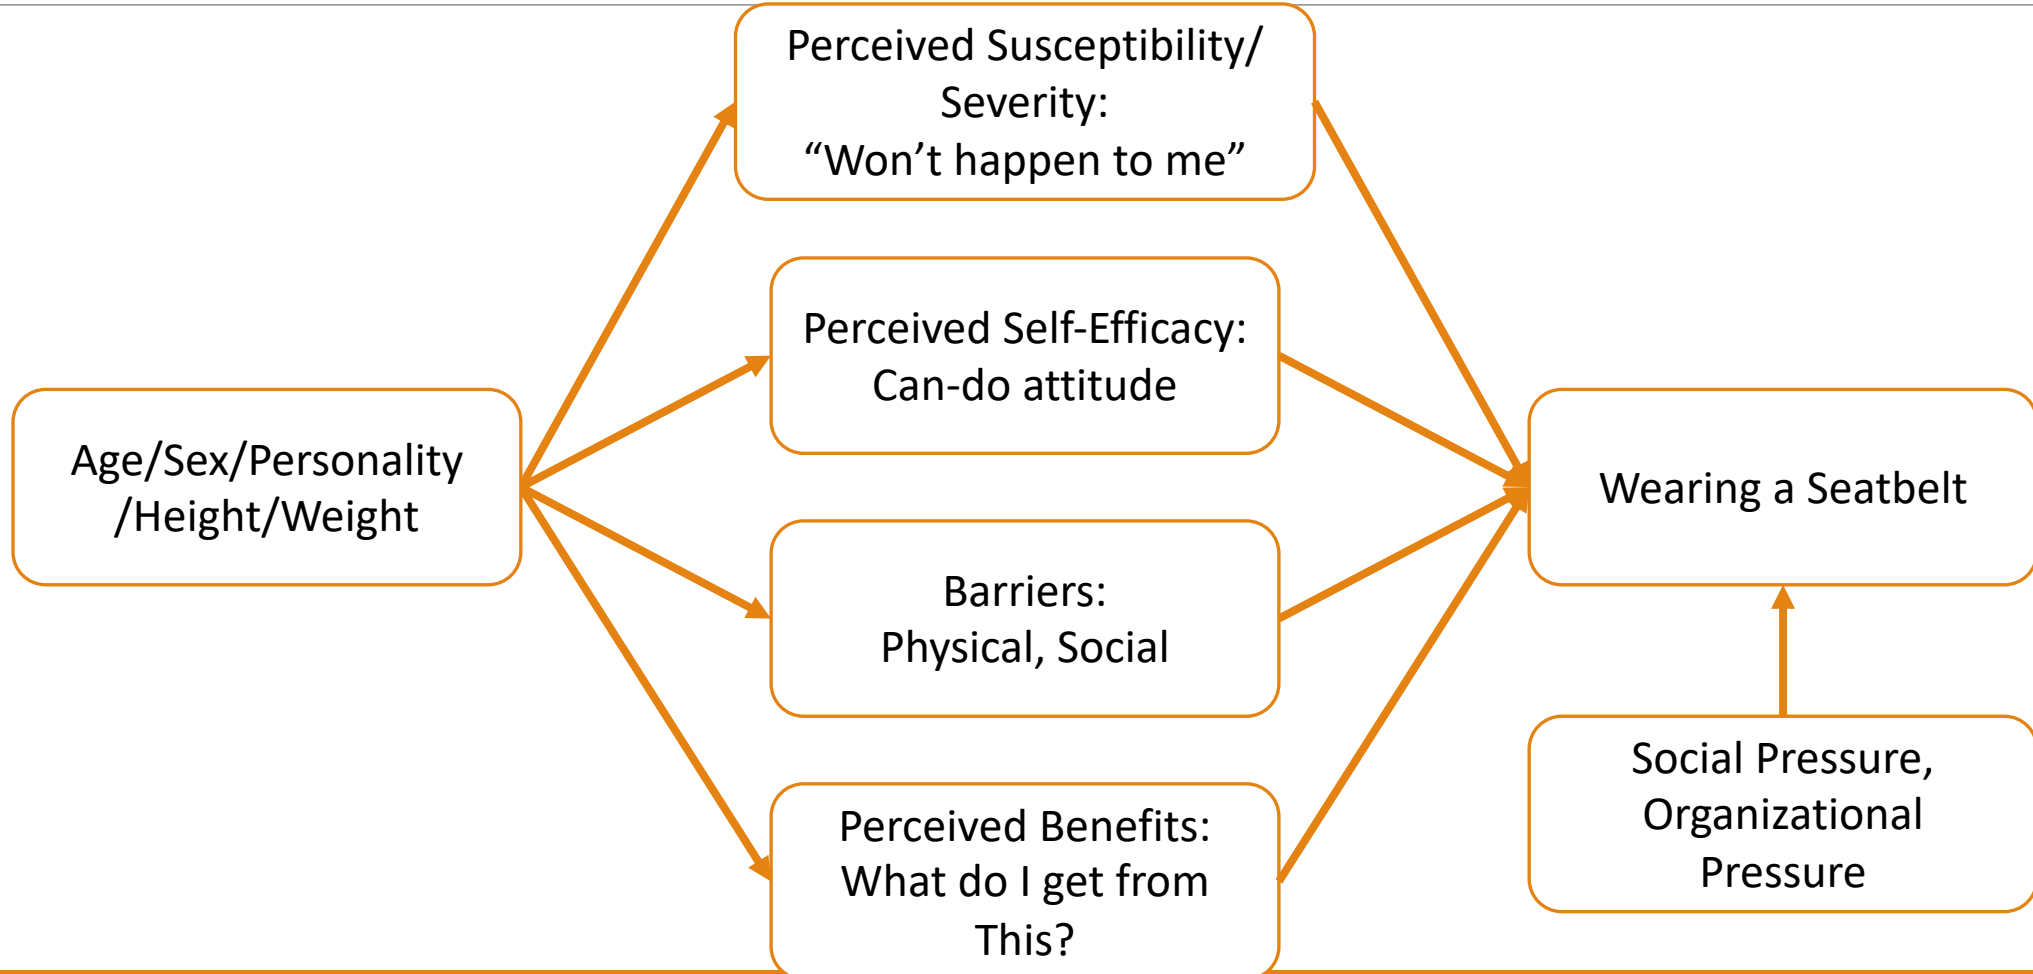 Perceived Susceptibility/
Severity:
“Won’t happen to me”
Perceived Self-Efficacy:
Can-do attitude
Age/Sex/Personality
/Height/Weight
Wearing a Seatbelt
Barriers:
Physical, Social
Social Pressure,
Organizational
Pressure
Perceived Benefits:
What do I get from
This?